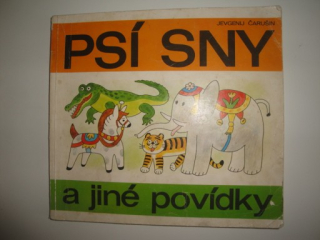 JEVGENIJ ČARUŠIN
PSÍ SNY
a jiné povídky